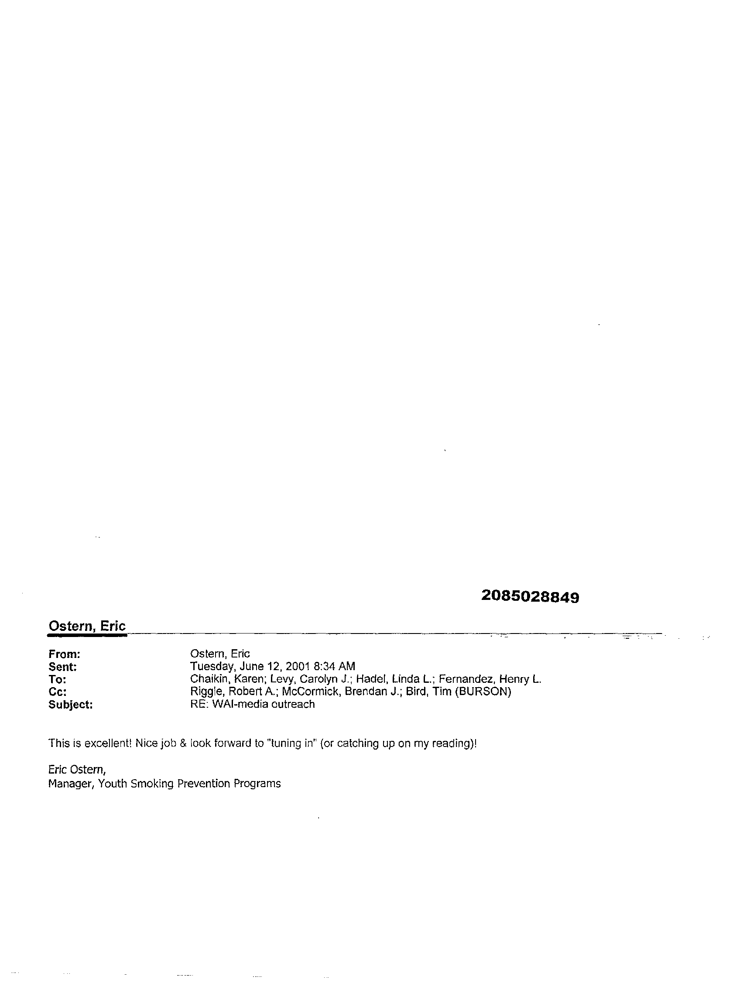 2085028849
Ostern, Eric
From: Ostern, Eric
Sent: Tuesday, June 12, 2001 8:34 AM
To: Chaikin, Karen; Levy, Carolyn J.; Hadel, Linda L.; Fernandez, Henry L.
Cc: Riggle, Robert A.; McCormick, Brendan J.; Bird, Tim (BURSON)
Subject: RE: WAI-media outreach
This is excellent! Nice job & look forward to "tuning in" (or catching up on my reading)!
Eric Ostern,
Manager, Youth Smoking Prevention Programs